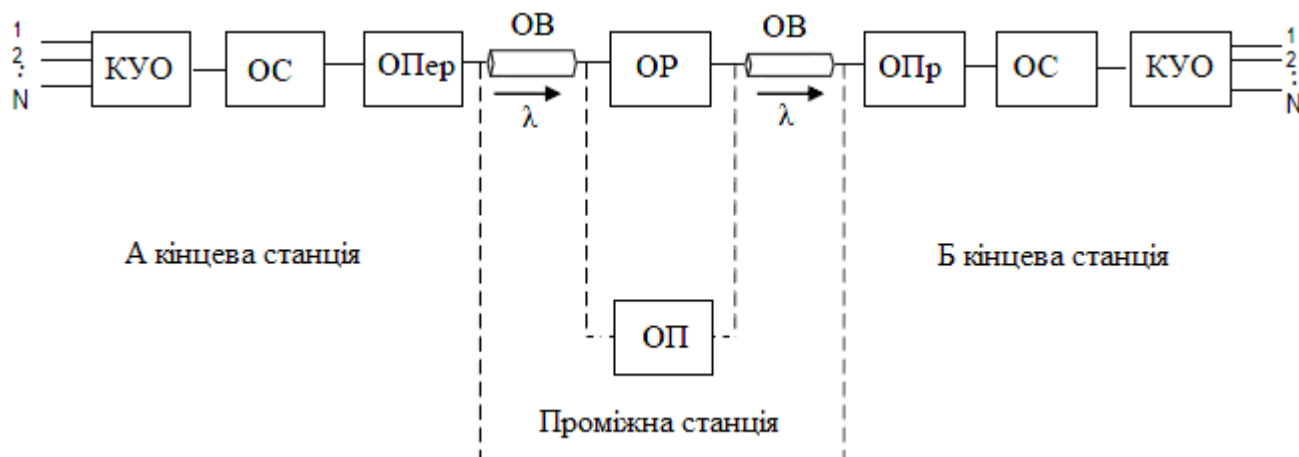 ОВ
ОВ
1
2
:
N
КУО
ОС
ОПер
ОР
ОПр
ОС
КУО
1
2
:
N
λ
λ
А кінцева станція
Б кінцева станція
ОП
Проміжна станція